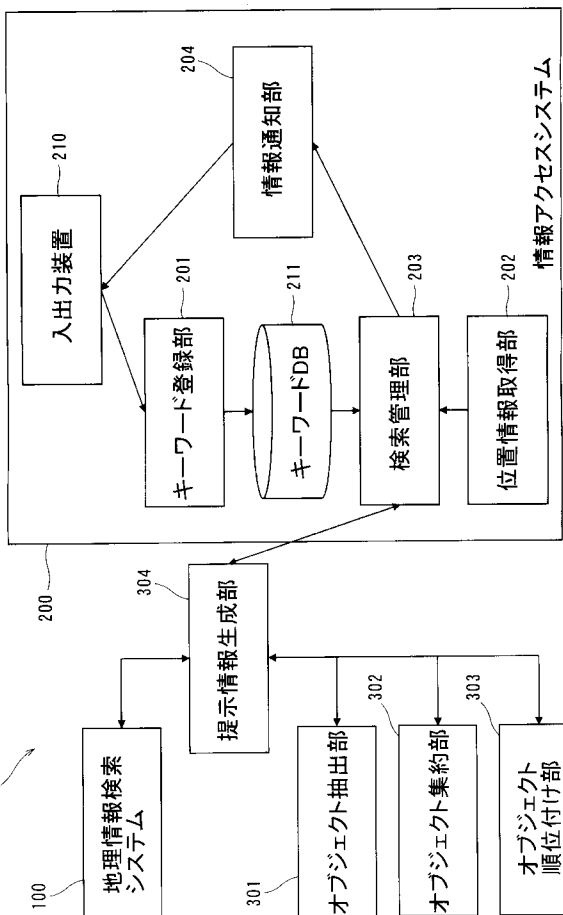 100
地理情報検索
システム
304
提示情報生成部
301
オブジェクト抽出部
302
オブジェクト集約部
303
オブジェクト
順位付け部
200
210
入出力装置
201
キーワード登録部
211
キーワードDB
203
検索管理部
202
位置情報取得部
204
情報通知部
情報アクセスシステム